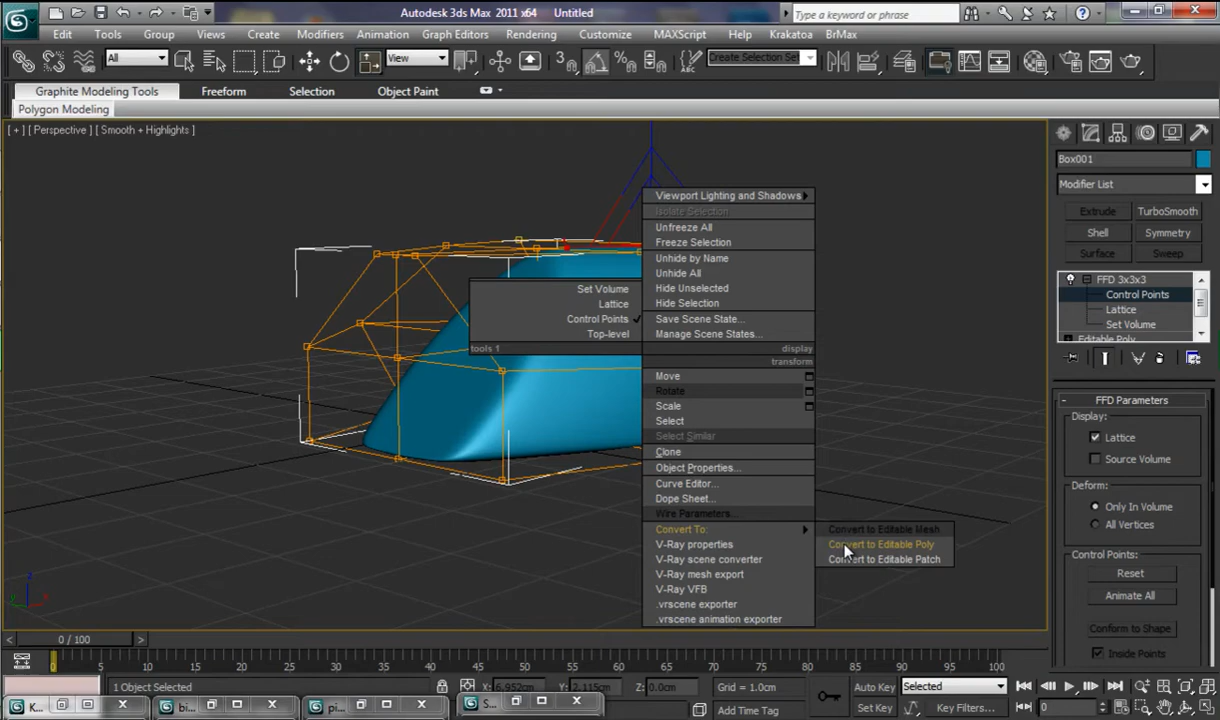 Autodesk 3ds Max 2011 x64 Untitled
Type a keyword or phrase
Edit Tools Group Views Create Modifiers Animation Graph Editors Rendering Customize MAXScript Help Krakatoa BrMax
All View 3 Create Selection Set
Graphite Modeling Tools Freeform Selection Object Paint
Polygon Modeling
[ + ] [ Perspective ] [ Smooth + Highlights ]
Viewport Lighting and Shadows
Isolate Selection
Unfreeze All
Freeze Selection
Unhide by Name
Unhide All
Hide Unselected
Hide Selection
Save Scene State...
Manage Scene States...
display
transform
Set Volume
Lattice
Control Points
Top-level
tools 1
Move
Rotate
Scale
Select
Select Similar
Clone
Object Properties...
Curve Editor...
Dope Sheet...
Wire Parameters...
Convert To:
V-Ray properties
V-Ray scene converter
V-Ray mesh export
V-Ray VFB
.vrscene exporter
.vrscene animation exporter
Convert to Editable Mesh
Convert to Editable Poly
Convert to Editable Patch
Box001
Modifier List
Extrude TurboSmooth
Shell Symmetry
Surface Sweep
FFD 3x3x3
Control Points
Lattice
Set Volume
Editable Poly
- FFD Parameters
Display:
Lattice
Source Volume
Deform:
Only In Volume
All Vertices
Control Points:
Reset
Animate All
Conform to Shape
Inside Points
z
< 0 / 100 >
0 5 10 15 20 25 30 35 40 45 50 55 60 65 70 75 80 85 90 95 100
1 Object Selected X: 6.952cm Y: 2.115cm Z: 0.0cm Grid = 1.0cm Auto Key Selected
K... bi... pi... S... Add Time Tag Set Key Key Filters... 0